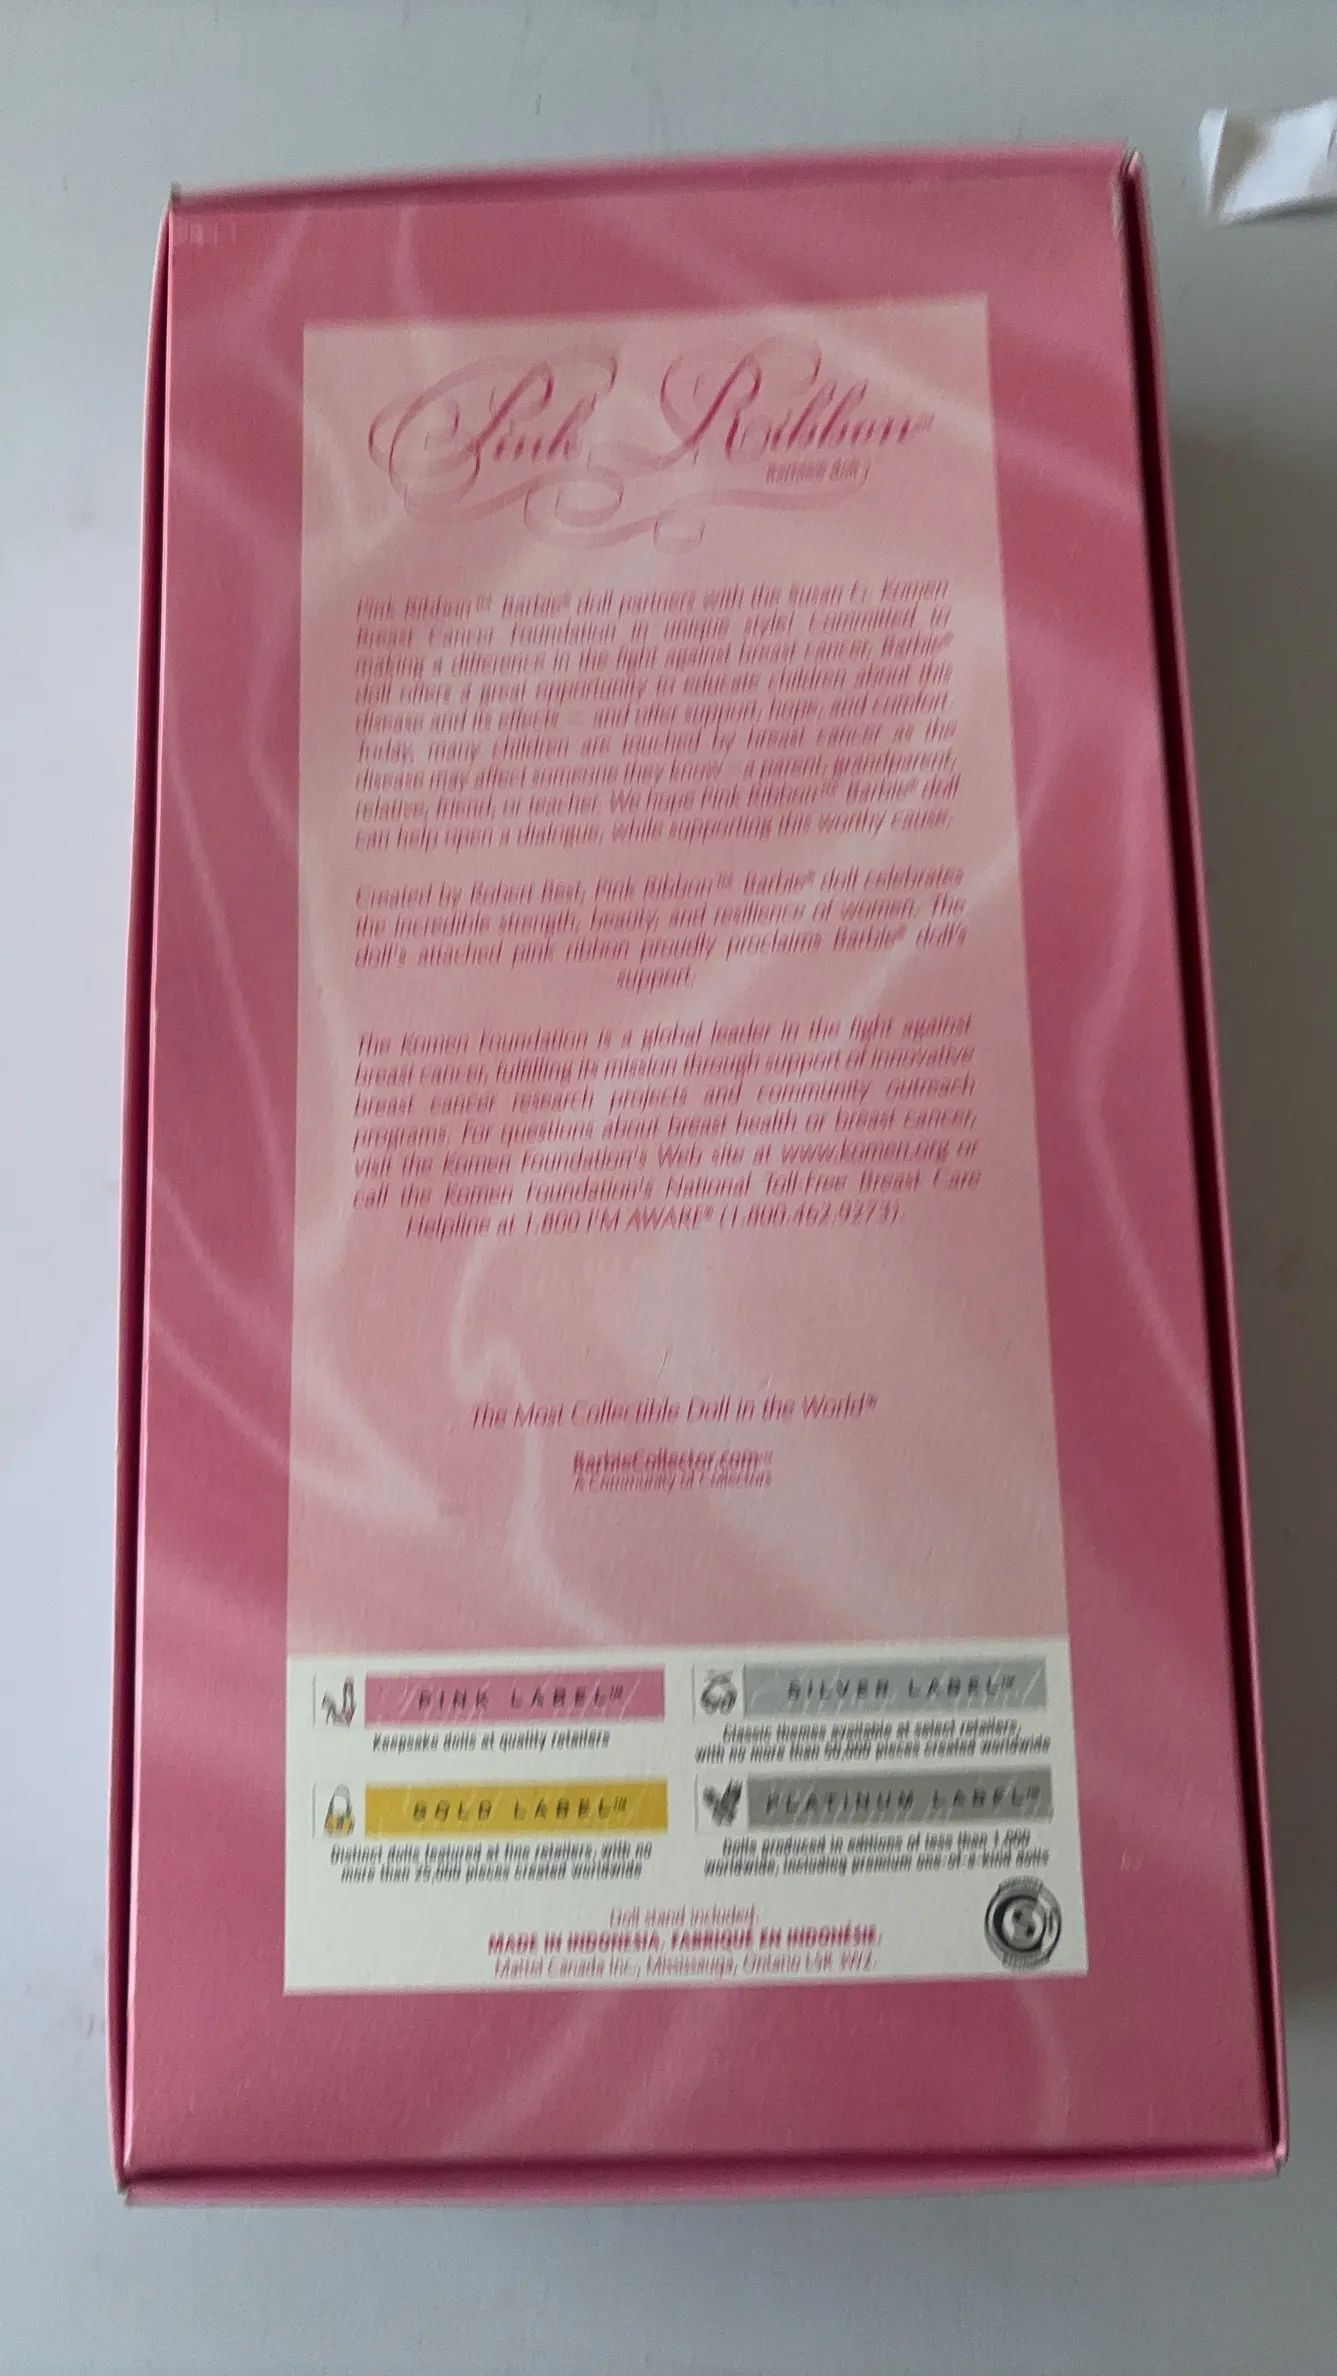 Pink Ribbon™
Barbie® doll
Pink Ribbon™ Barbie® doll partners with the Susan G. Komen
Breast Cancer Foundation in unique style! Committed to
making a difference in the fight against breast cancer, Barbie®
doll offers a great opportunity to educate children about this
disease and its effects – and offer support, hope, and comfort.
Today, many children are touched by breast cancer as the
disease may affect someone they know – a parent, grandparent,
relative, friend, or teacher. We hope Pink Ribbon™ Barbie® doll
can help open a dialogue, while supporting this worthy cause.
Created by Robert Best, Pink Ribbon™ Barbie® doll celebrates
the incredible strength, beauty, and resilience of women. The
doll's attached pink ribbon proudly proclaims Barbie® doll's
support.
The Komen Foundation is a global leader in the fight against
breast cancer, fulfilling its mission through support of innovative
breast cancer research projects and community outreach
programs. For questions about breast health or breast cancer,
visit the Komen Foundation's Web site at www.komen.org or
call the Komen Foundation's National Toll-Free Breast Care
Helpline at 1.800 I'M AWARE® (1.800.462.9273).
The Most Collectible Doll in the World®
BarbieCollector.com™
A Community of Collectors
PINK LABEL™
Keepsake dolls at quality retailers
SILVER LABEL™
Classic themes available at select retailers,
with no more than 50,000 pieces created worldwide
GOLD LABEL™
Distinct dolls featured at fine retailers, with no
more than 25,000 pieces created worldwide
PLATINUM LABEL™
Dolls produced in editions of less than 1,000
worldwide, including premium one-of-a-kind dolls
Doll stand included.
MADE IN INDONESIA. FABRIQUÉ EN INDONÉSIE.
Mattel Canada Inc., Mississauga, Ontario L5R 3W2.